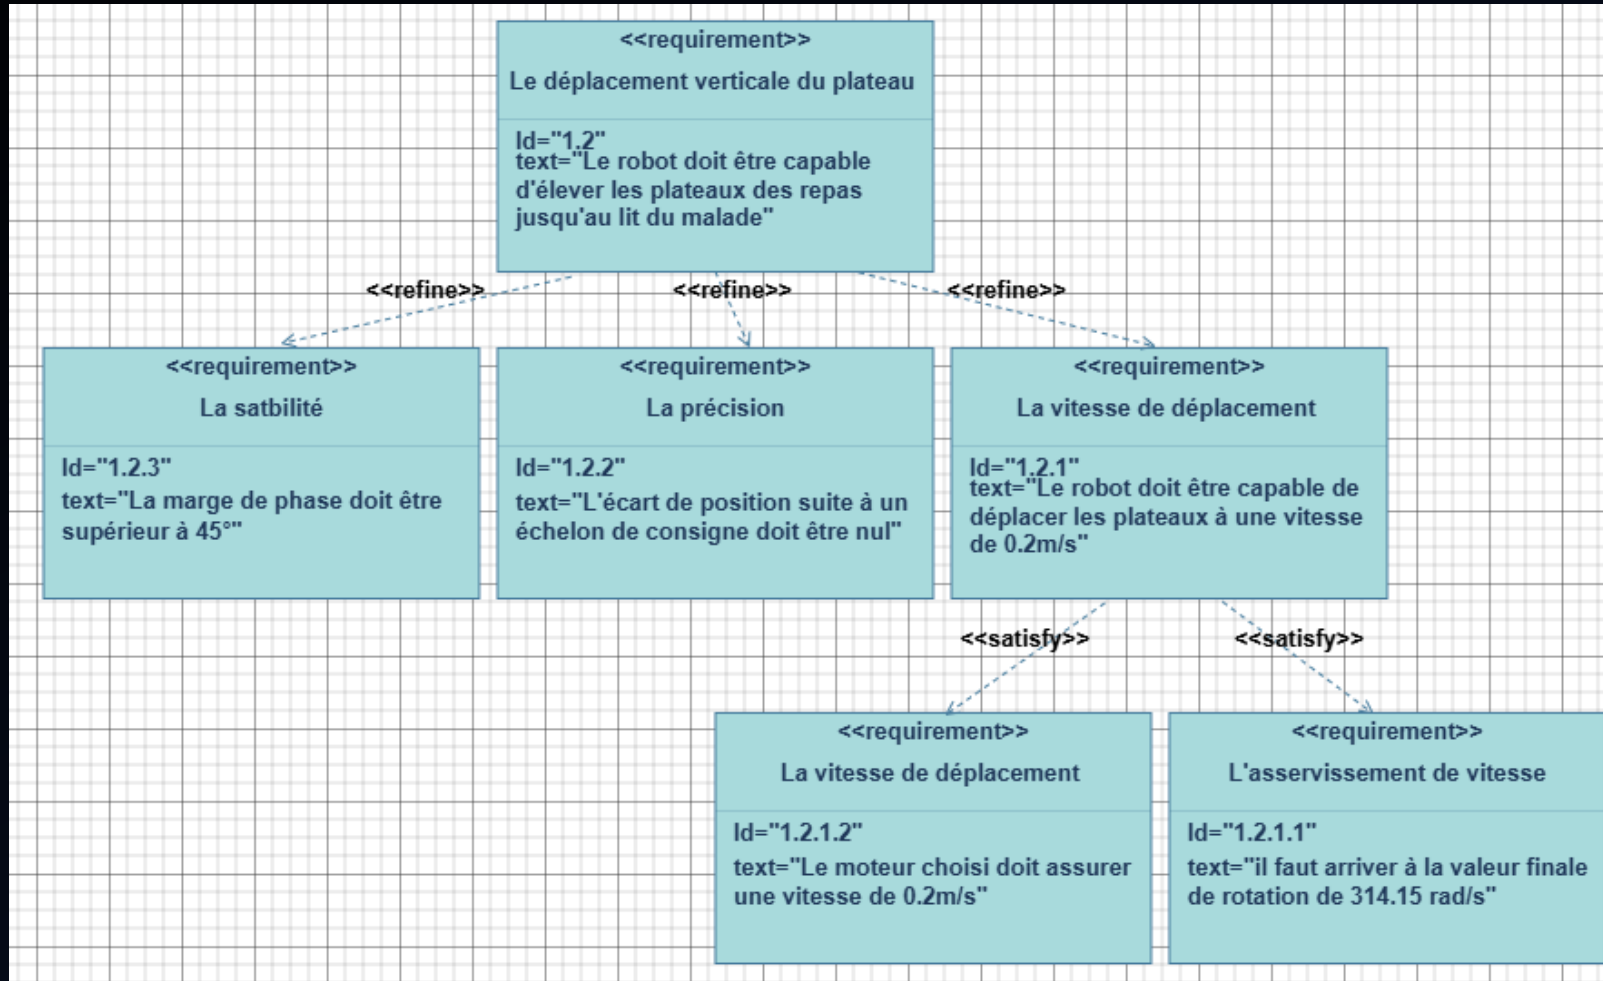 <<requirement>>
Le déplacement verticale du plateau
Id="1.2"
text="Le robot doit être capable
d'élever les plateaux des repas
jusqu'au lit du malade"
<<refine>>
<<refine>>
<<refine>>
<<requirement>>
La satbilité
Id="1.2.3"
text="La marge de phase doit être
supérieur à 45°"
<<requirement>>
La précision
Id="1.2.2"
text="L'écart de position suite à un
échelon de consigne doit être nul"
<<requirement>>
La vitesse de déplacement
Id="1.2.1"
text="Le robot doit être capable de
déplacer les plateaux à une vitesse
de 0.2m/s"
<<satisfy>>
<<satisfy>>
<<requirement>>
La vitesse de déplacement
Id="1.2.1.2"
text="Le moteur choisi doit assurer
une vitesse de 0.2m/s"
<<requirement>>
L'asservissement de vitesse
Id="1.2.1.1"
text="il faut arriver à la valeur finale
de rotation de 314.15 rad/s"